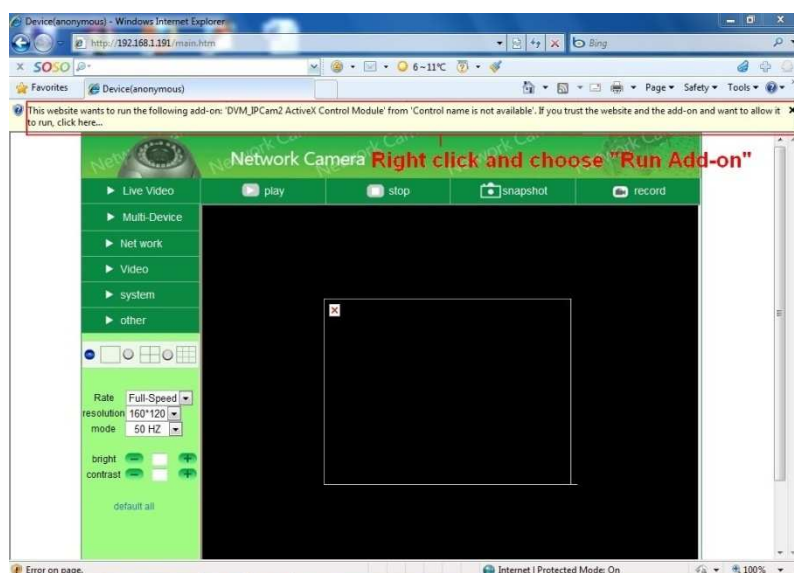 Device(anonymous) - Windows Internet Explorer
http://192.168.1.191/main.htm
Bing
SOSO
6~11℃
Favorites
Device(anonymous)
Page
Safety
Tools
This website wants to run the following add-on: 'DVM_IPCam2 ActiveX Control Module' from 'Control name is not available'. If you trust the website and the add-on and want to allow it
to run, click here...
Network Camera
Right click and choose "Run Add-on"
Live Video
play
stop
snapshot
record
Multi-Device
Net work
Video
system
other
Rate
Full-Speed
resolution
160*120
mode
50 HZ
bright
contrast
default all
Error on page.
Internet | Protected Mode: On
100%